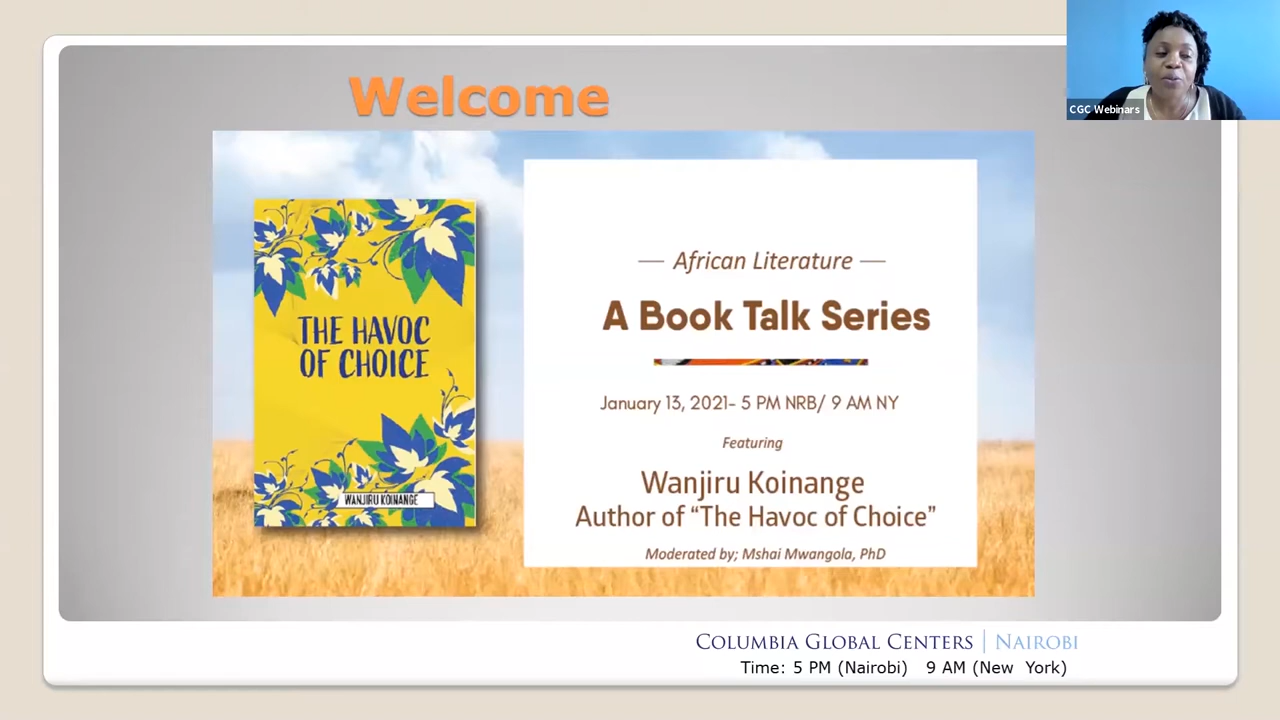 Welcome
CGC Webinars
THE HAVOC
OF CHOICE
WANJIRU KOINANGE
— African Literature —
A Book Talk Series
January 13, 2021- 5 PM NRB/ 9 AM NY
Featuring
Wanjiru Koinange
Author of “The Havoc of Choice”
Moderated by; Mshai Mwangola, PhD
COLUMBIA GLOBAL CENTERS | NAIROBI
Time: 5 PM (Nairobi) 9 AM (New York)